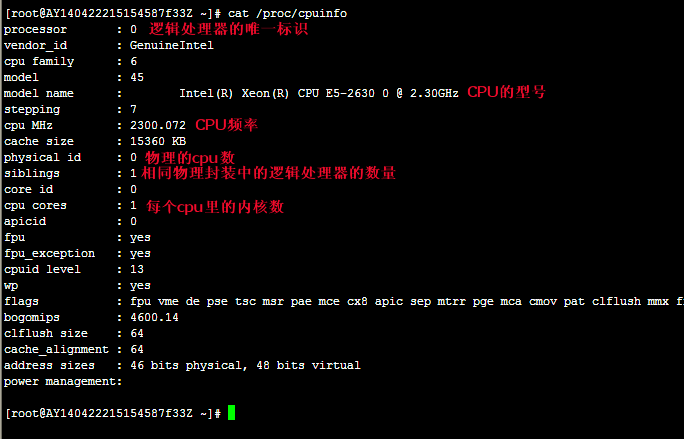 [root@AY140422215154587f33Z ~]# cat /proc/cpuinfo
processor : 0 逻辑处理器的唯一标识
vendor_id : GenuineIntel
cpu family : 6
model : 45
model name : Intel(R) Xeon(R) CPU E5-2630 0 @ 2.30GHz CPU的型号
stepping : 7
cpu MHz : 2300.072 CPU频率
cache size : 15360 KB
physical id : 0 物理的cpu数
siblings : 1 相同物理封装中的逻辑处理器的数量
core id : 0
cpu cores : 1 每个cpu里的内核数
apicid : 0
fpu : yes
fpu_exception : yes
cpuid level : 13
wp : yes
flags : fpu vme de pse tsc msr pae mce cx8 apic sep mtrr pge mca cmov pat clflush mmx f
bogomips : 4600.14
clflush size : 64
cache_alignment : 64
address sizes : 46 bits physical, 48 bits virtual
power management:
[root@AY140422215154587f33Z ~]#